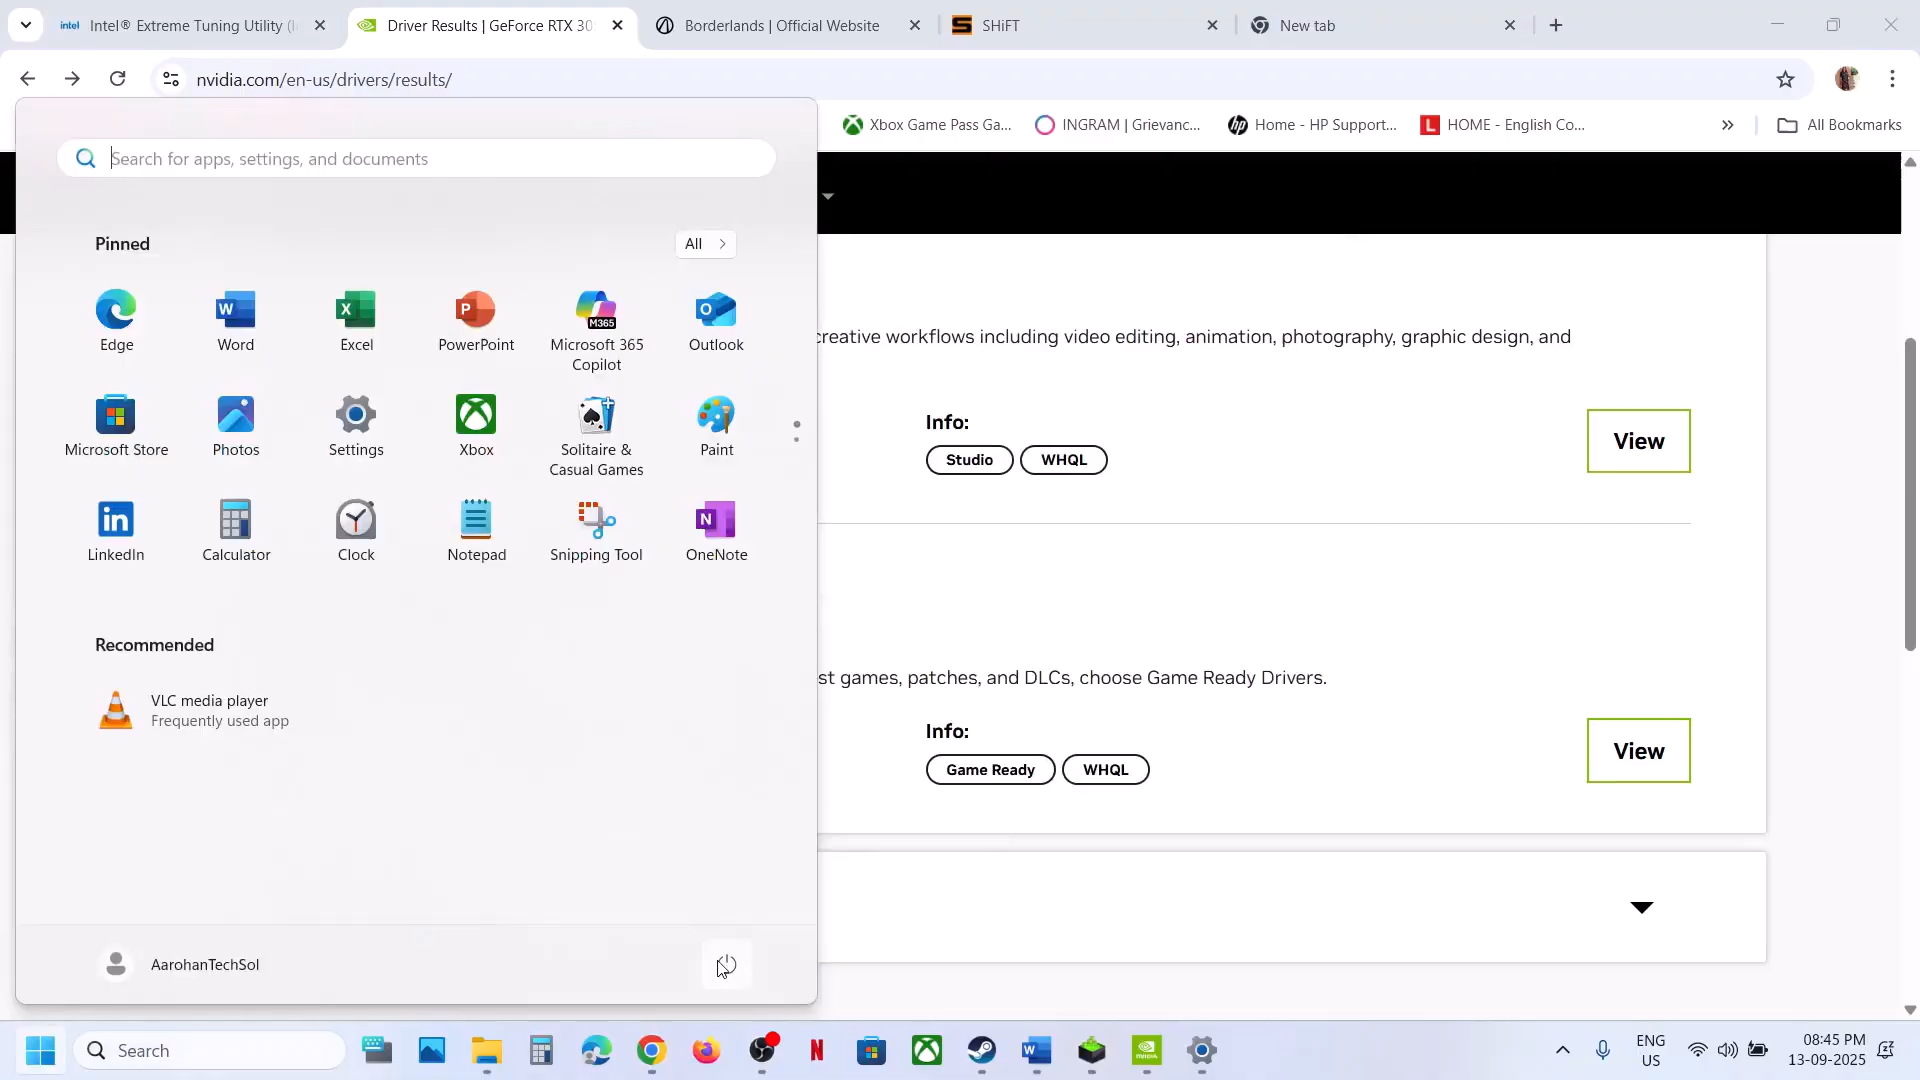 intel Intel® Extreme Tuning Utility (I
Driver Results | GeForce RTX 305
Borderlands | Official Website
SHiFT
New tab
nvidia.com/en-us/drivers/results/
Xbox Game Pass Ga...
INGRAM | Grievanc...
Home - HP Support...
HOME - English Co...
All Bookmarks
Search for apps, settings, and documents
Pinned
All
Edge
Word
Excel
PowerPoint
Microsoft 365
Copilot
Outlook
Microsoft Store
Photos
Settings
Xbox
Solitaire &
Casual Games
Paint
LinkedIn
Calculator
Clock
Notepad
Snipping Tool
OneNote
Recommended
VLC media player
Frequently used app
AarohanTechSol
creative workflows including video editing, animation, photography, graphic design, and
Info:
Studio
WHQL
View
st games, patches, and DLCs, choose Game Ready Drivers.
Info:
Game Ready
WHQL
View
Search
ENG
US
08:45 PM
13-09-2025